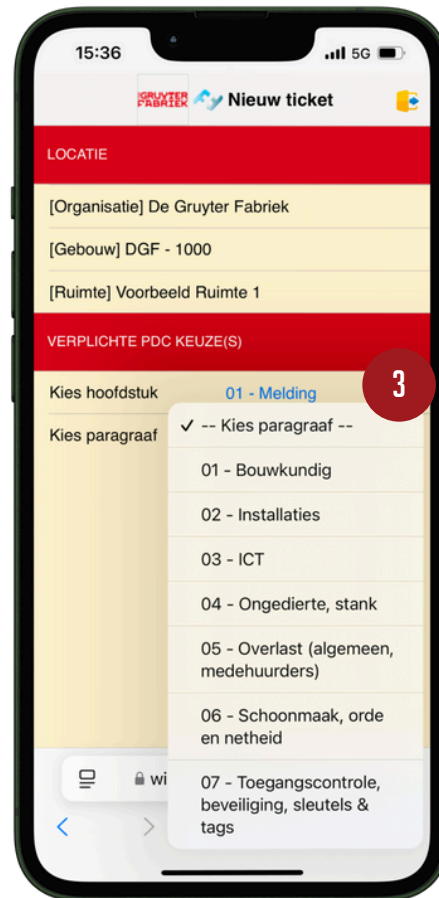 15:36
5G
GRUYTER
FABRIEK
Nieuw ticket
LOCATIE
[Organisatie] De Gruyter Fabriek
[Gebouw] DGF - 1000
[Ruimte] Voorbeeld Ruimte 1
VERPLICHTE PDC KEUZE(S)
3
Kies hoofdstuk 01 - Melding
Kies paragraaf
✓ -- Kies paragraaf --
01 - Bouwkundig
02 - Installaties
03 - ICT
04 - Ongedierte, stank
05 - Overlast (algemeen,
medehuurders)
06 - Schoonmaak, orde
en netheid
07 - Toegangscontrole,
beveiliging, sleutels &
tags
wi